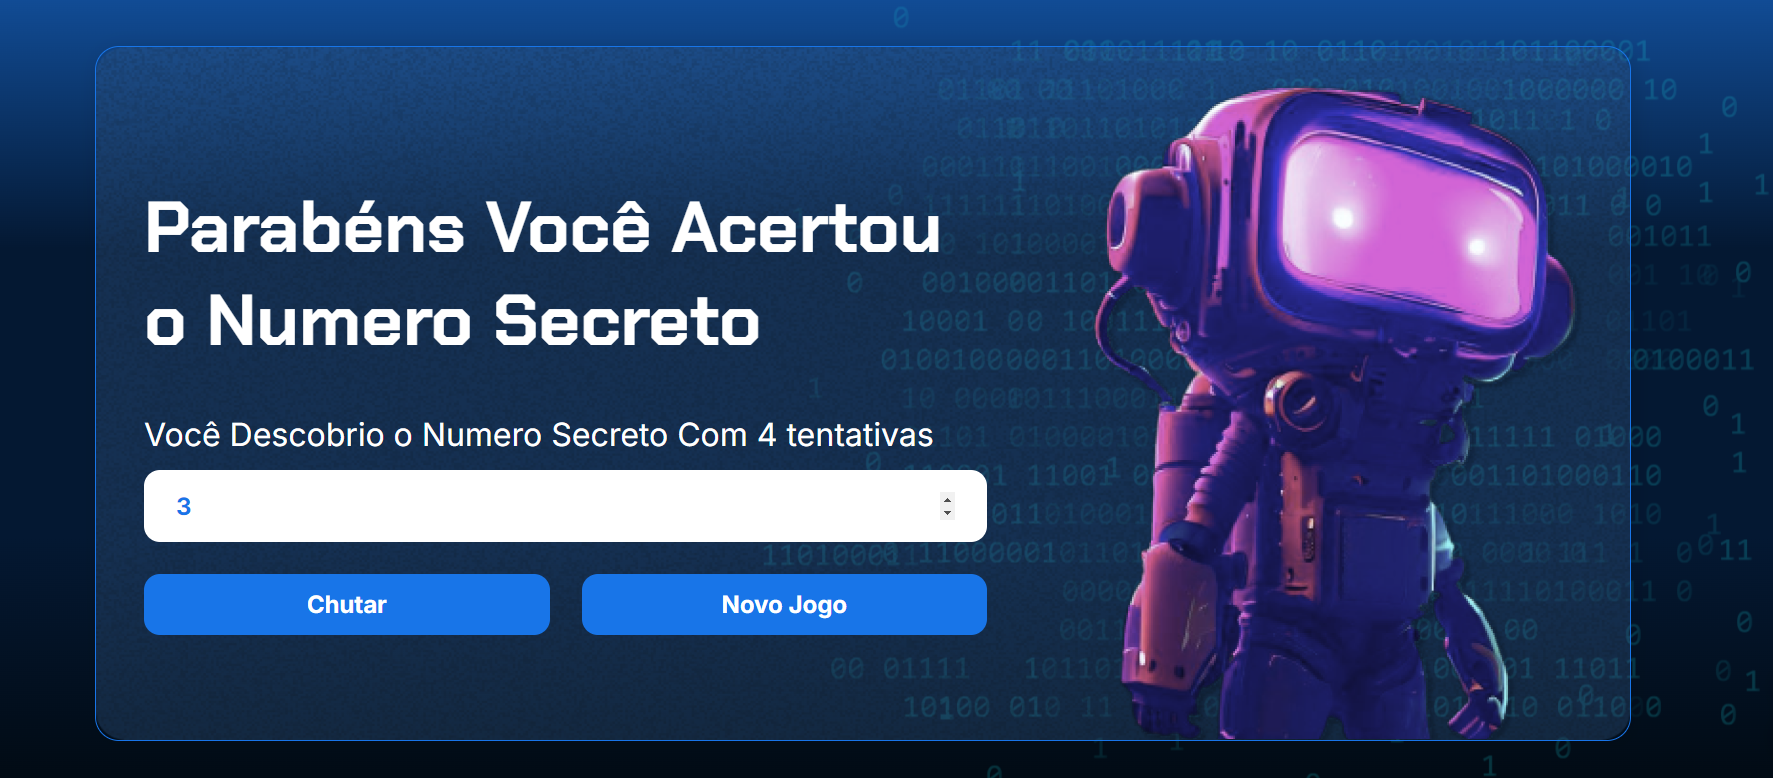 Parabéns Você Acertou
o Numero Secreto
Você Descobrio o Numero Secreto Com 4 tentativas
3
Chutar
Novo Jogo